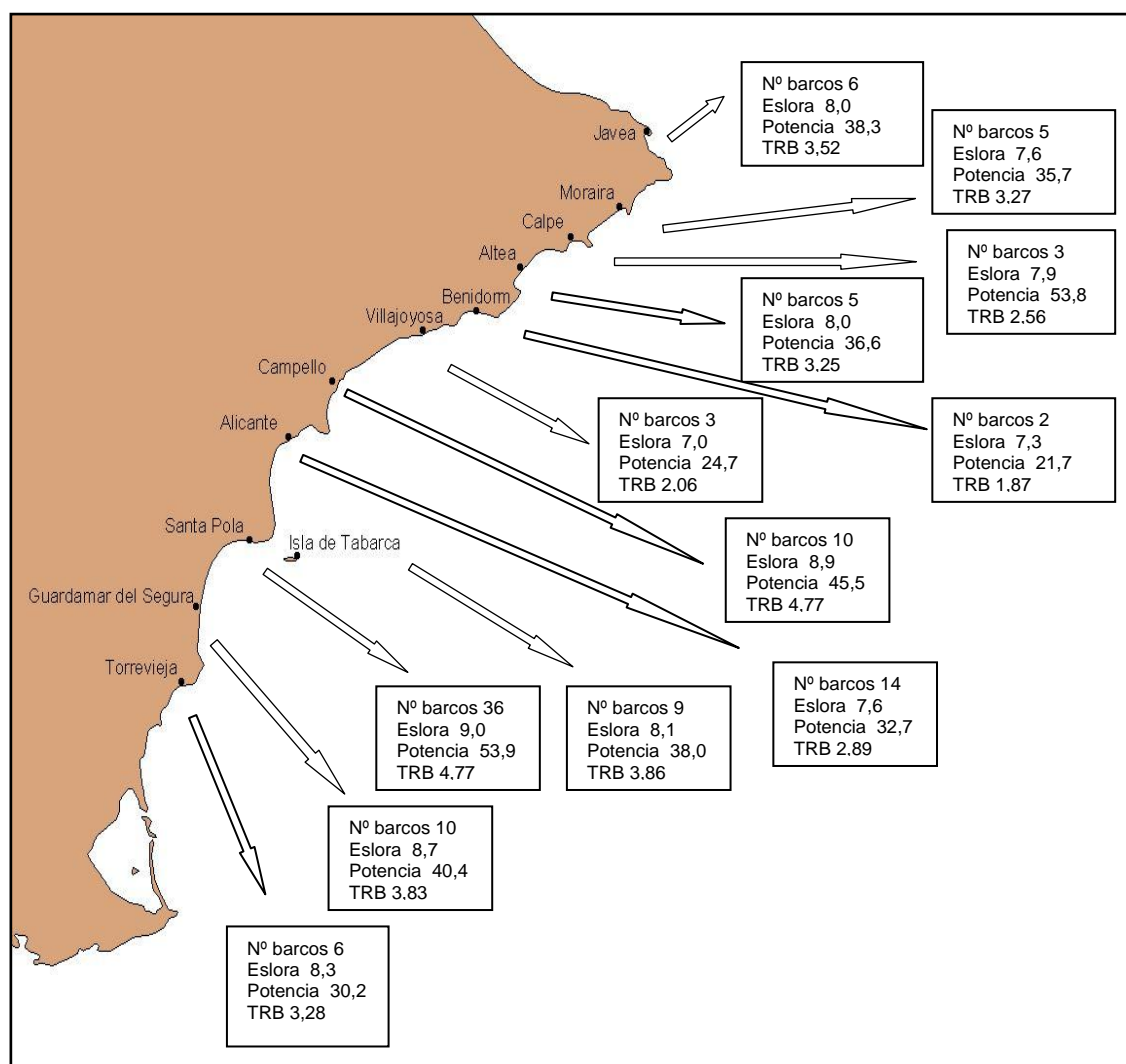 Javea
Moraira
Calpe
Altea
Benidorm
Villajoyosa
Campello
Alicante
Santa Pola
Isla de Tabarca
Guardamar del Segura
Torrevieja
Nº barcos 6
Eslora 8,0
Potencia 38,3
TRB 3,52
Nº barcos 5
Eslora 7,6
Potencia 35,7
TRB 3,27
Nº barcos 3
Eslora 7,9
Potencia 53,8
TRB 2,56
Nº barcos 5
Eslora 8,0
Potencia 36,6
TRB 3,25
Nº barcos 2
Eslora 7,3
Potencia 21,7
TRB 1,87
Nº barcos 3
Eslora 7,0
Potencia 24,7
TRB 2,06
Nº barcos 10
Eslora 8,9
Potencia 45,5
TRB 4,77
Nº barcos 14
Eslora 7,6
Potencia 32,7
TRB 2,89
Nº barcos 9
Eslora 8,1
Potencia 38,0
TRB 3,86
Nº barcos 36
Eslora 9,0
Potencia 53,9
TRB 4,77
Nº barcos 10
Eslora 8,7
Potencia 40,4
TRB 3,83
Nº barcos 6
Eslora 8,3
Potencia 30,2
TRB 3,28